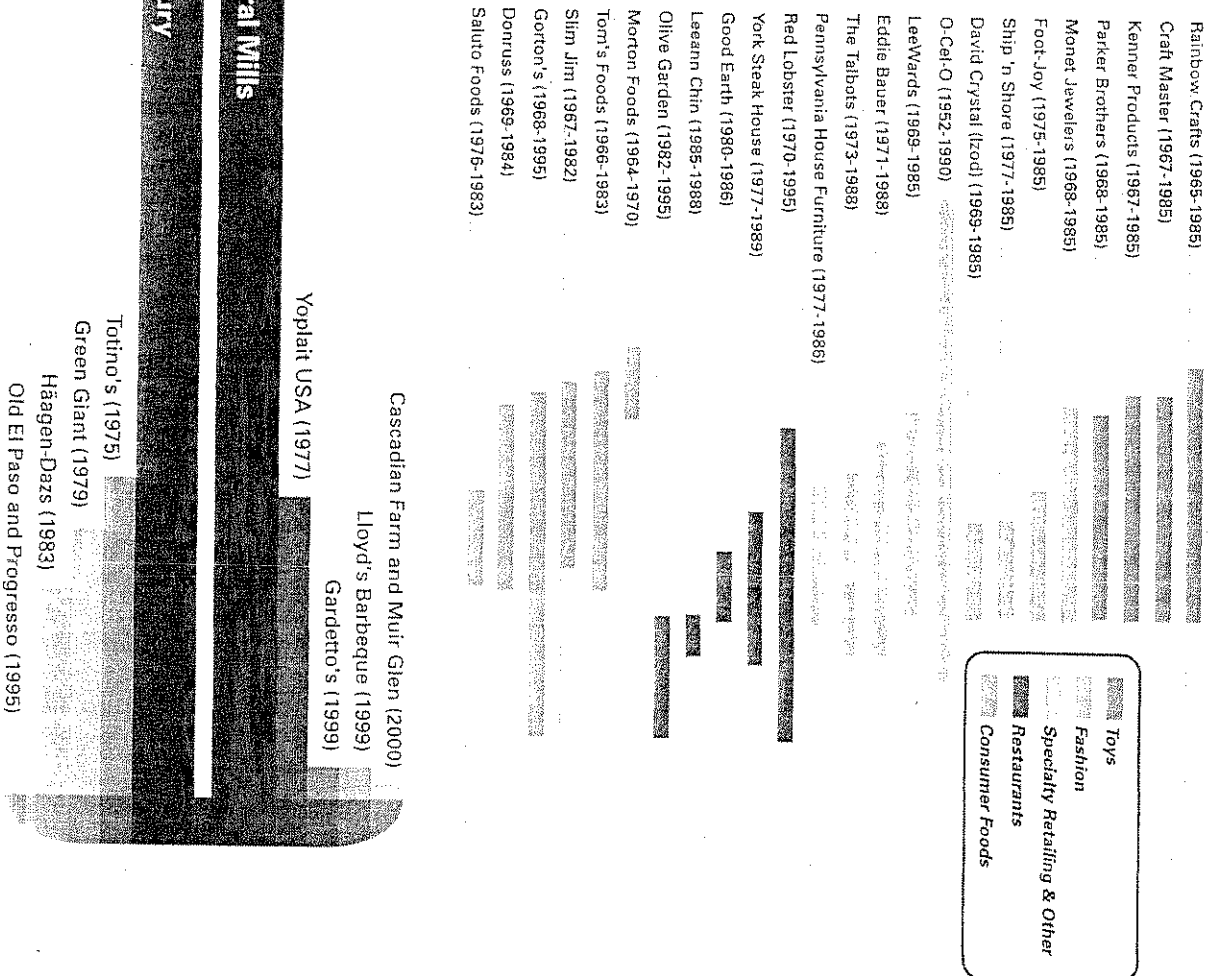 Rainbow Crafts (1965-1985)
Craft Master (1967-1985)
Kenner Products (1967-1985)
Parker Brothers (1968-1985)
Monet Jewelers (1968-1985)
Foot-Joy (1975-1985)
Ship 'n Shore (1977-1985)
David Crystal (Izod) (1969-1985)
O-Cel-O (1952-1990)
LeeWards (1969-1985)
Eddie Bauer (1971-1988)
The Talbots (1973-1988)
Pennsylvania House Furniture (1977-1986)
Red Lobster (1970-1995)
York Steak House (1977-1989)
Good Earth (1980-1986)
Leeann Chin (1985-1988)
Olive Garden (1982-1995)
Morton Foods (1964-1970)
Tom's Foods (1966-1983)
Slim Jim (1967-1982)
Gorton's (1968-1995)
Donruss (1969-1984)
Saluto Foods (1976-1983)
Toys
Fashion
Specialty Retailing & Other
Restaurants
Consumer Foods
Cascadian Farm and Muir Glen (2000)
Lloyd's Barbeque (1999)
Gardetto's (1999)
Yoplait USA (1977)
ral Mills
ury
Totino's (1975)
Green Giant (1979)
Häagen-Dazs (1983)
Old El Paso and Progresso (1995)